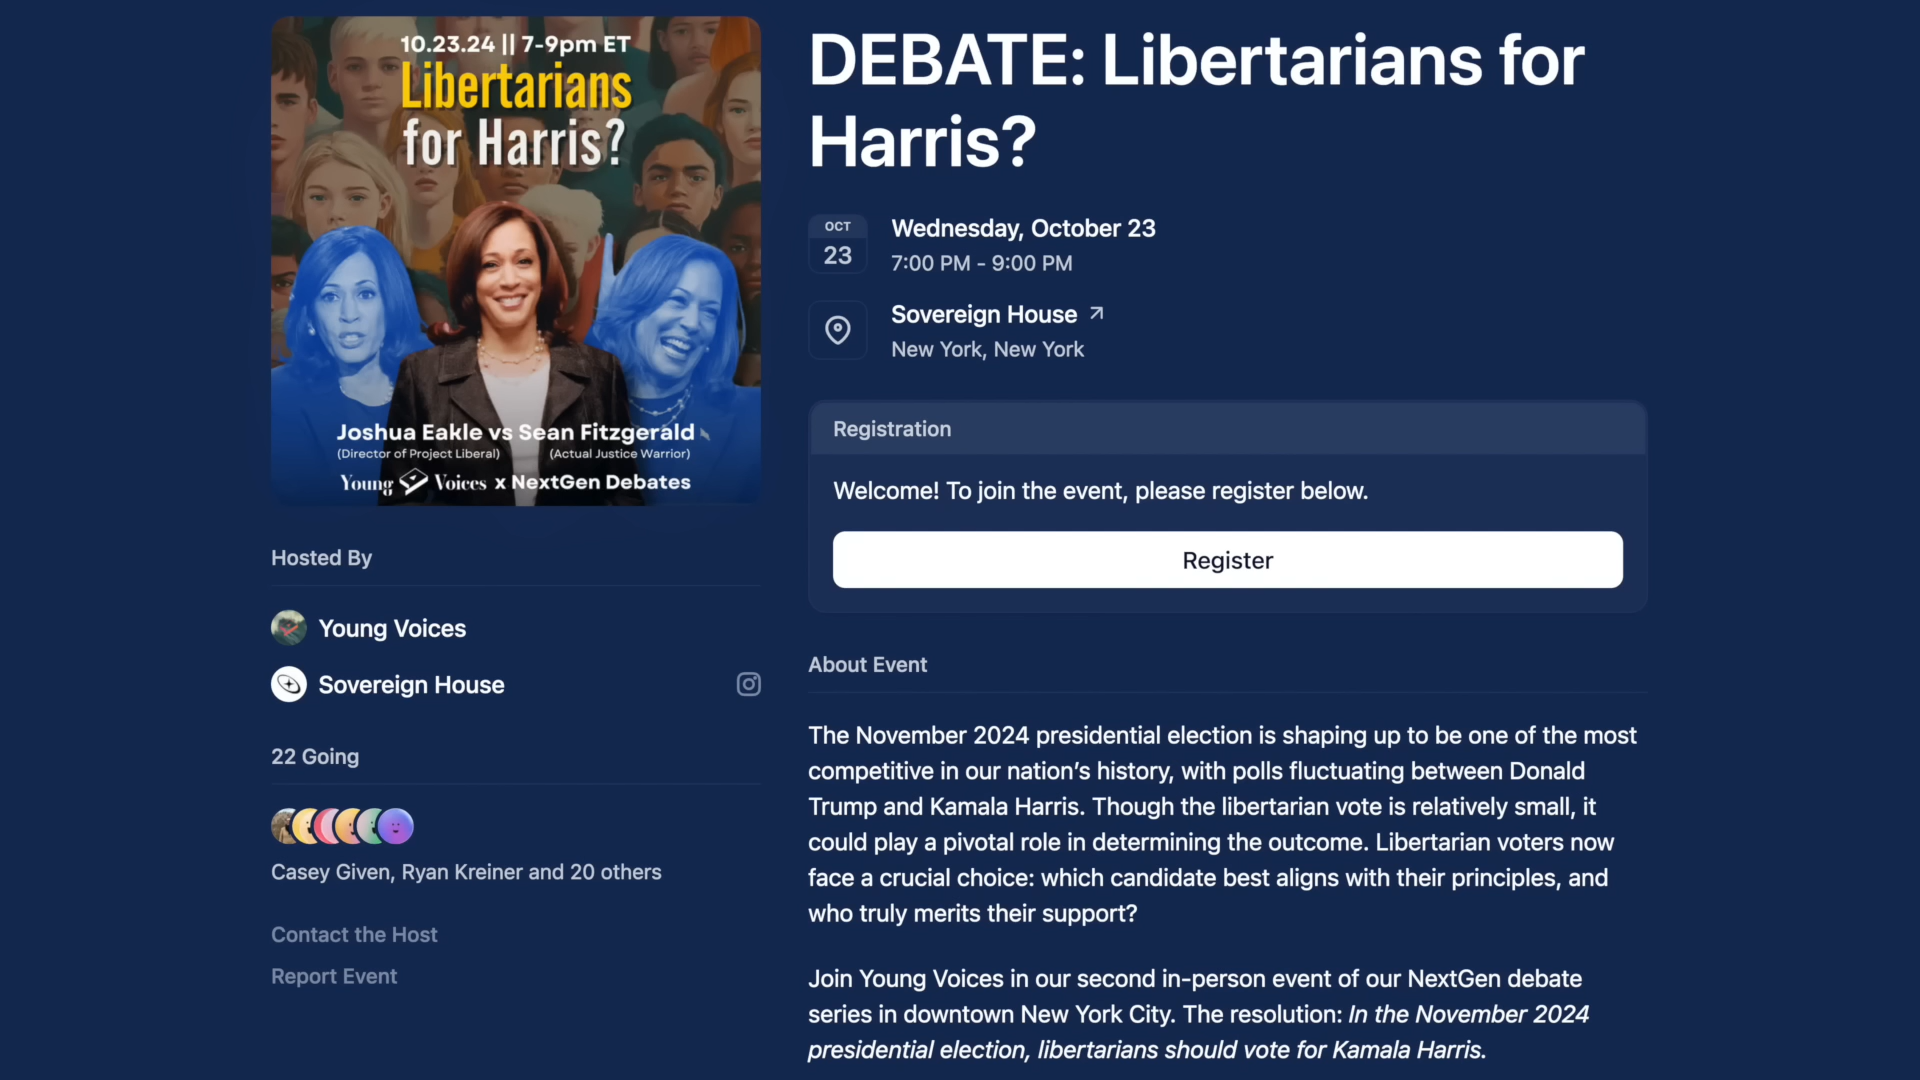 10.23.24 || 7-9pm ET
Libertarians
for Harris?
Joshua Eakle vs Sean Fitzgerald
(Director of Project Liberal) (Actual Justice Warrior)
Young Voices x NextGen Debates
Hosted By
Young Voices
Sovereign House
22 Going
Casey Given, Ryan Kreiner and 20 others
Contact the Host
Report Event
DEBATE: Libertarians for
Harris?
OCT
23
Wednesday, October 23
7:00 PM - 9:00 PM
Sovereign House
New York, New York
Registration
Welcome! To join the event, please register below.
Register
About Event
The November 2024 presidential election is shaping up to be one of the most
competitive in our nation’s history, with polls fluctuating between Donald
Trump and Kamala Harris. Though the libertarian vote is relatively small, it
could play a pivotal role in determining the outcome. Libertarian voters now
face a crucial choice: which candidate best aligns with their principles, and
who truly merits their support?
Join Young Voices in our second in-person event of our NextGen debate
series in downtown New York City. The resolution: In the November 2024
presidential election, libertarians should vote for Kamala Harris.